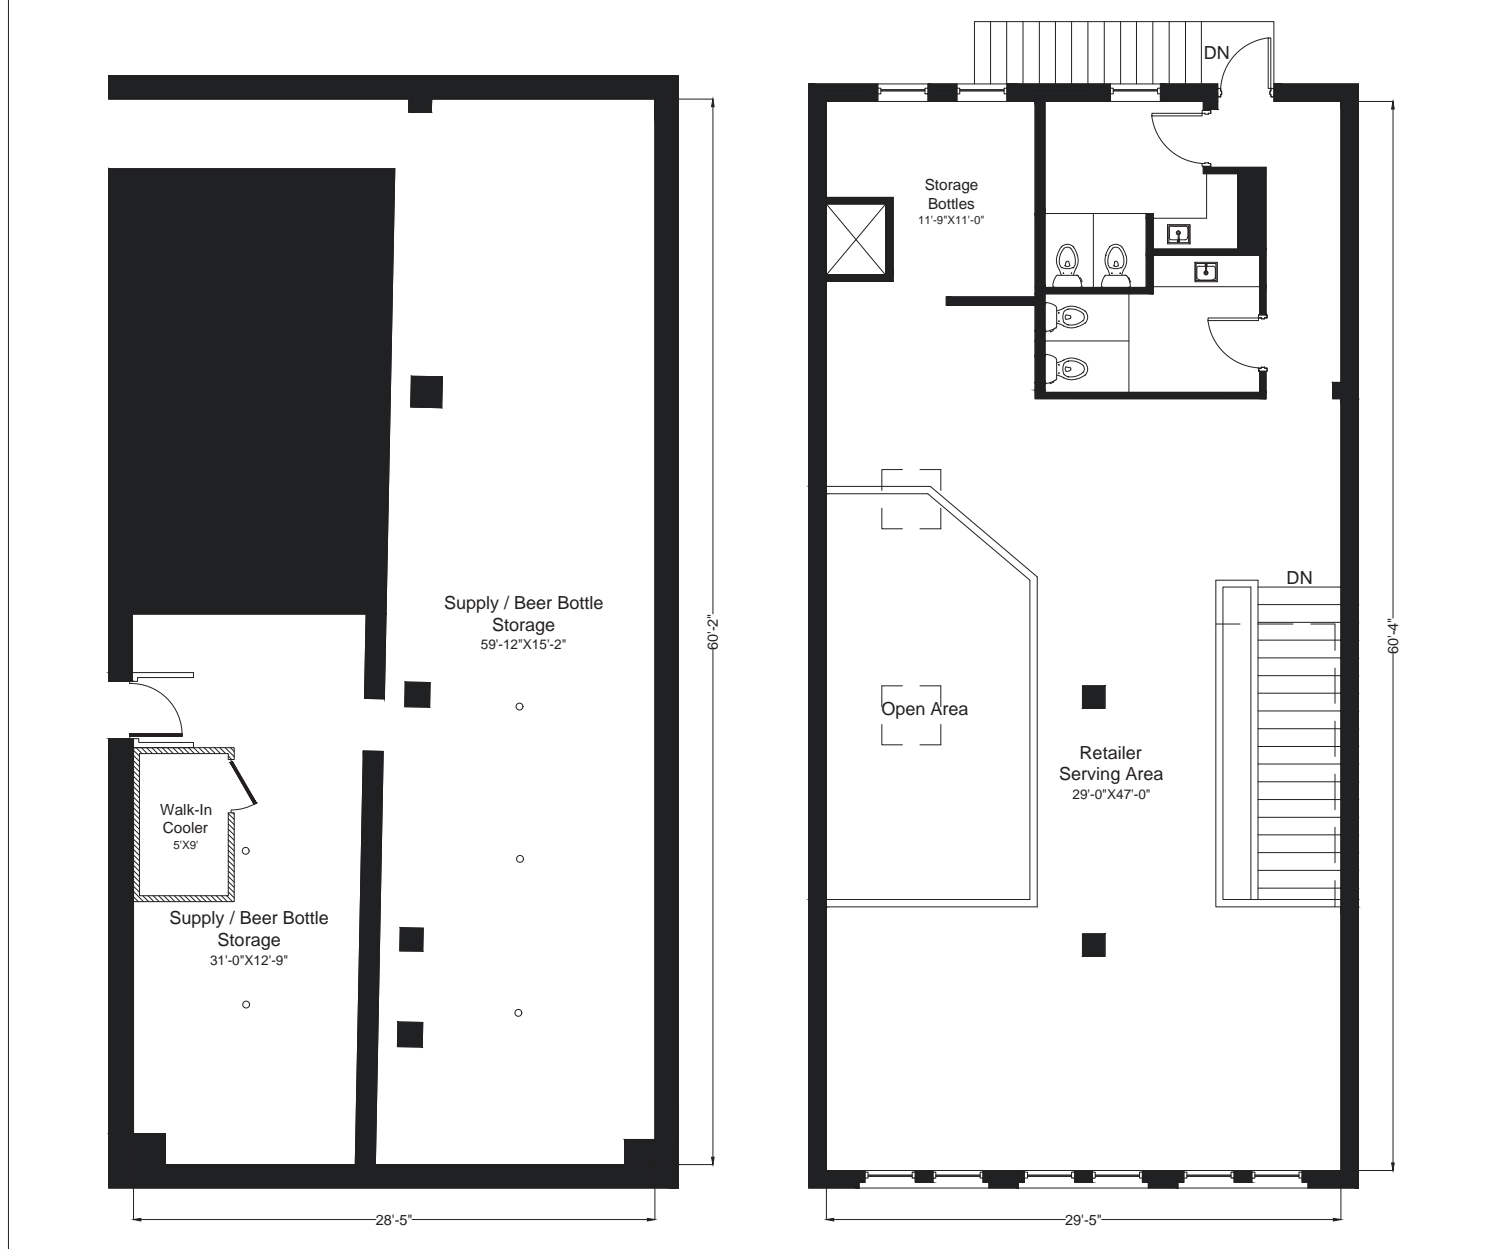 DN
Storage
Bottles
11'-9"X11'-0"
Supply / Beer Bottle
Storage
59'-12"X15'-2"
60'-2"
Walk-In
Cooler
5'X9'
Supply / Beer Bottle
Storage
31'-0"X12'-9"
28'-5"
DN
60'-4"
Open Area
Retailer
Serving Area
29'-0"X47'-0"
29'-5"